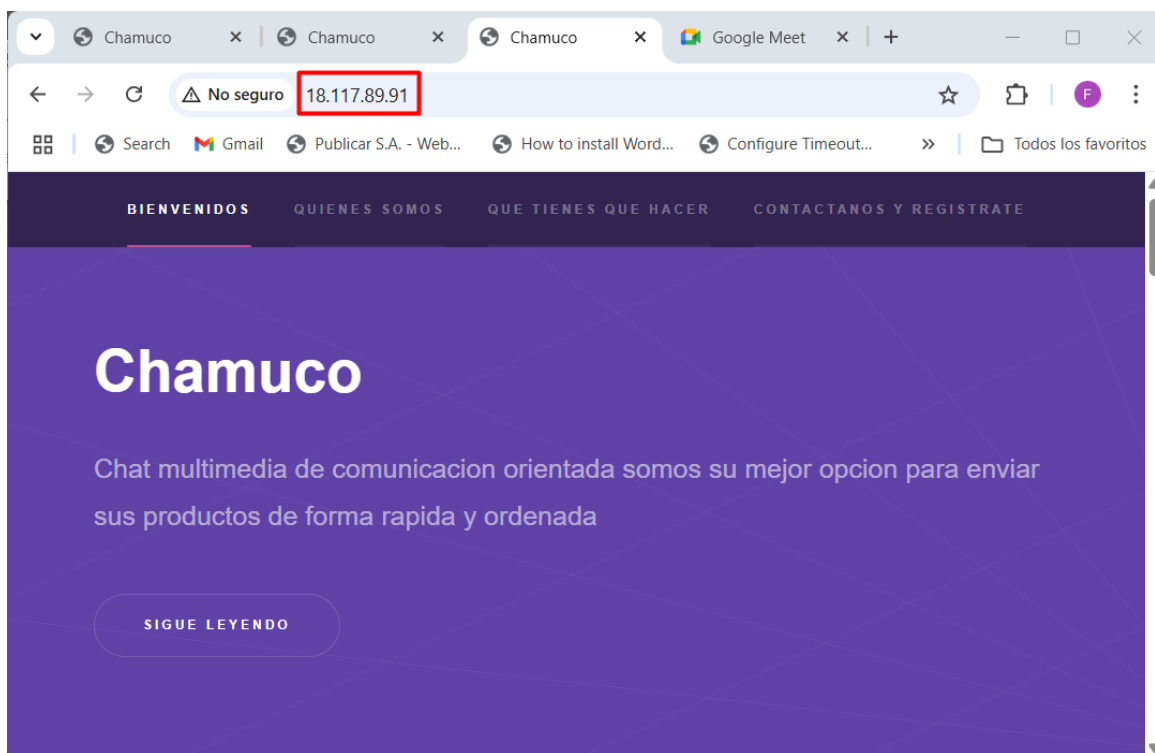 Chamuco
Chamuco
Chamuco
Google Meet
No seguro 18.117.89.91
F
Search Gmail Publicar S.A. - Web... How to install Word... Configure Timeout... » Todos los favoritos
BIENVENIDOS QUIENES SOMOS QUE TIENES QUE HACER CONTACTANOS Y REGISTRATE
Chamuco
Chat multimedia de comunicacion orientada somos su mejor opcion para enviar
sus productos de forma rapida y ordenada
SIGUE LEYENDO